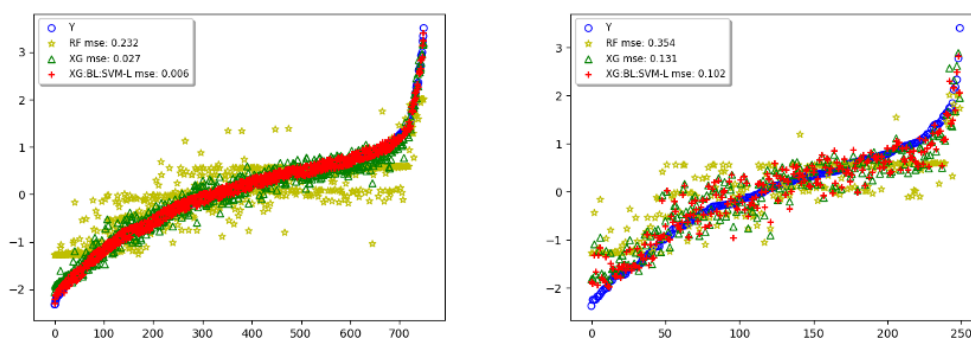 Y
RF mse: 0.232
XG mse: 0.027
XG:BL:SVM-L mse: 0.006
3
2
1
0
−1
−2
0 100 200 300 400 500 600 700
Y
RF mse: 0.354
XG mse: 0.131
XG:BL:SVM-L mse: 0.102
3
2
1
0
−1
−2
0 50 100 150 200 250